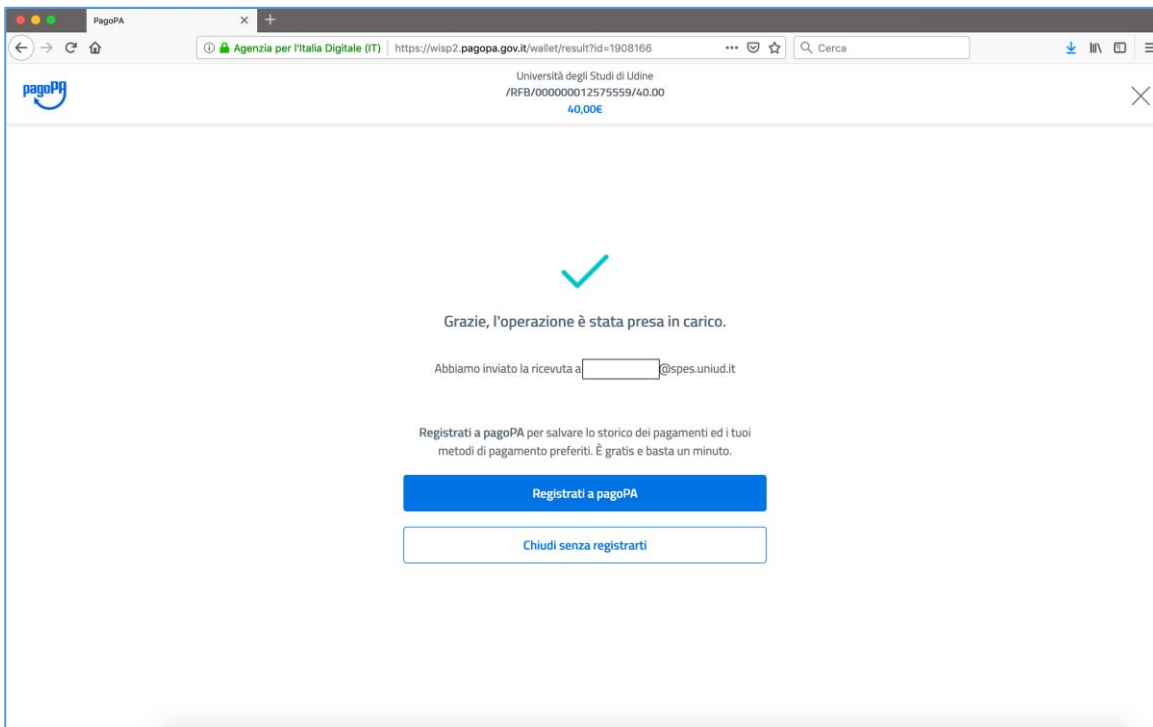 PagoPA
Agenzia per l'Italia Digitale (IT) https://wisp2.pagopa.gov.it/wallet/result?id=1908166
Cerca
pagoPA
Università degli Studi di Udine
/RFB/000000012575559/40.00
40,00€
Grazie, l'operazione è stata presa in carico.
Abbiamo inviato la ricevuta a @spes.uniud.it
Registrati a pagoPA per salvare lo storico dei pagamenti ed i tuoi
metodi di pagamento preferiti. È gratis e basta un minuto.
Registrati a pagoPA
Chiudi senza registrarti